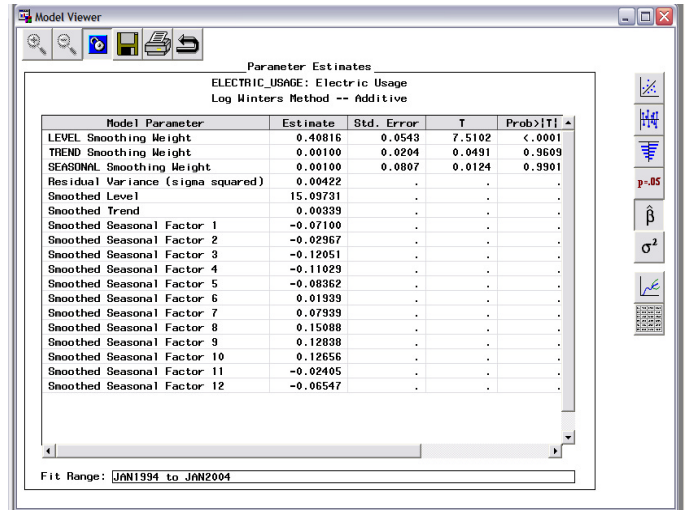 Model Viewer
Parameter Estimates
ELECTRIC_USAGE: Electric Usage
Log Winters Method -- Additive
Model Parameter Estimate Std. Error T Prob>|T|
LEVEL Smoothing Weight 0.40816 0.0543 7.5102 <.0001
TREND Smoothing Weight 0.00100 0.0204 0.0491 0.9609
SEASONAL Smoothing Weight 0.00100 0.0807 0.0124 0.9901
Residual Variance (sigma squared) 0.00422 . . .
Smoothed Level 15.09731 . . .
Smoothed Trend 0.00339 . . .
Smoothed Seasonal Factor 1 -0.07100 . . .
Smoothed Seasonal Factor 2 -0.02967 . . .
Smoothed Seasonal Factor 3 -0.12051 . . .
Smoothed Seasonal Factor 4 -0.11029 . . .
Smoothed Seasonal Factor 5 -0.08362 . . .
Smoothed Seasonal Factor 6 0.01939 . . .
Smoothed Seasonal Factor 7 0.07939 . . .
Smoothed Seasonal Factor 8 0.15088 . . .
Smoothed Seasonal Factor 9 0.12838 . . .
Smoothed Seasonal Factor 10 0.12656 . . .
Smoothed Seasonal Factor 11 -0.02405 . . .
Smoothed Seasonal Factor 12 -0.06547 . . .
Fit Range: JAN1994 to JAN2004
p=.05
β̂
σ²